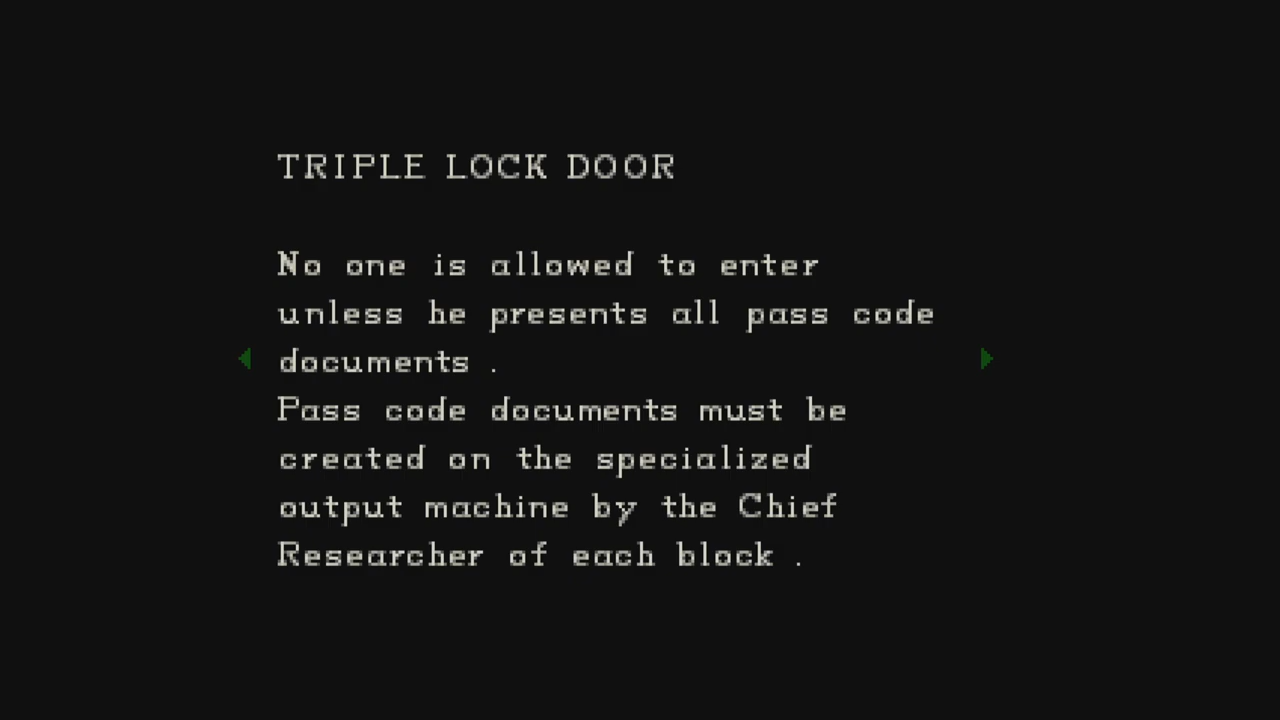 TRIPLE LOCK DOOR
No one is allowed to enter
unless he presents all pass code
documents .
Pass code documents must be
created on the specialized
output machine by the Chief
Researcher of each block .